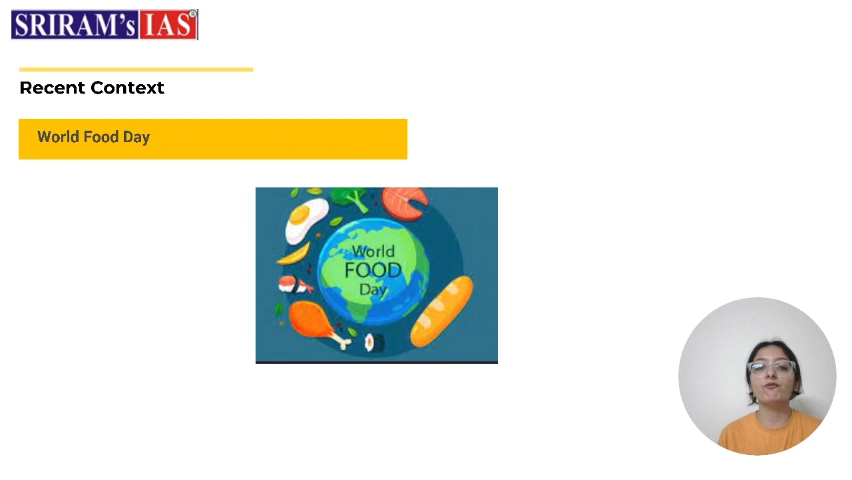 SRIRAM's IAS®
Recent Context
World Food Day
World
FOOD
Day